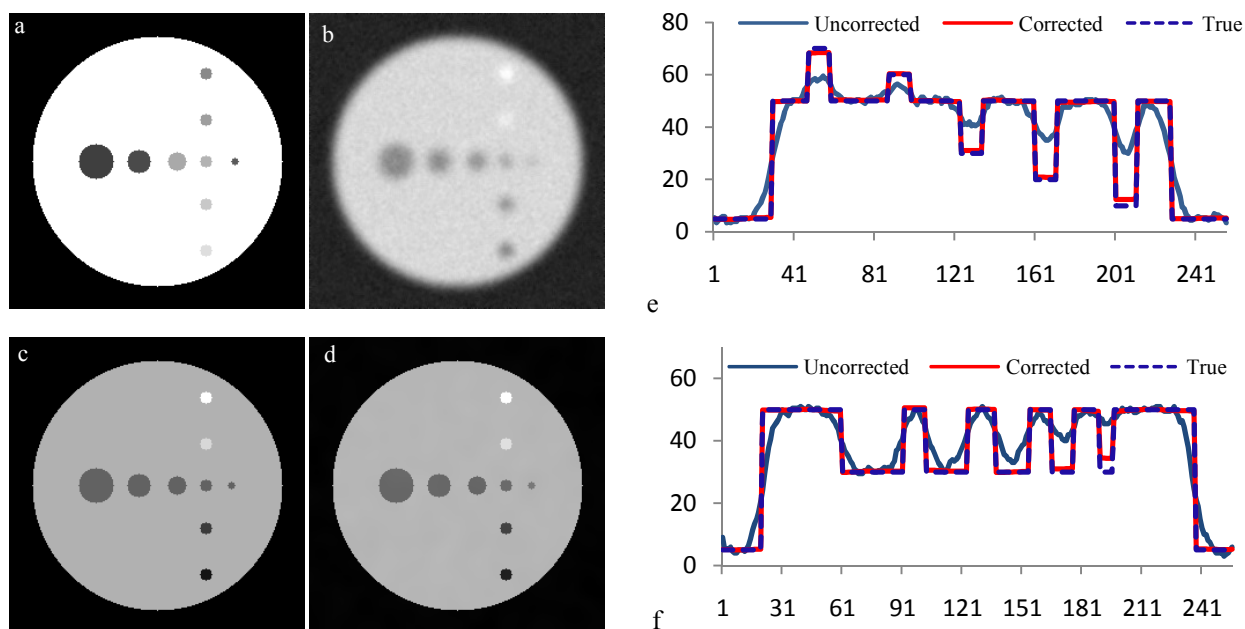 a
b
c
d
80
60
40
20
0
Uncorrected Corrected True
1 41 81 121 161 201 241
e
60
40
20
0
Uncorrected Corrected True
1 31 61 91 121 151 181 211 241
f